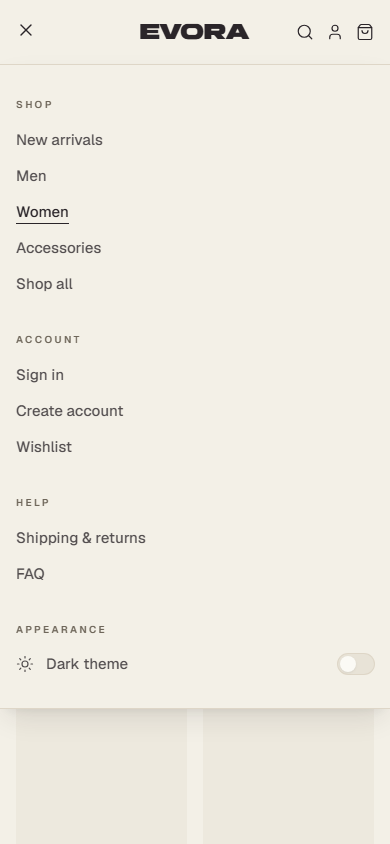 EVORA
SHOP
New arrivals
Men
Women
Accessories
Shop all
ACCOUNT
Sign in
Create account
Wishlist
HELP
Shipping & returns
FAQ
APPEARANCE
Dark theme